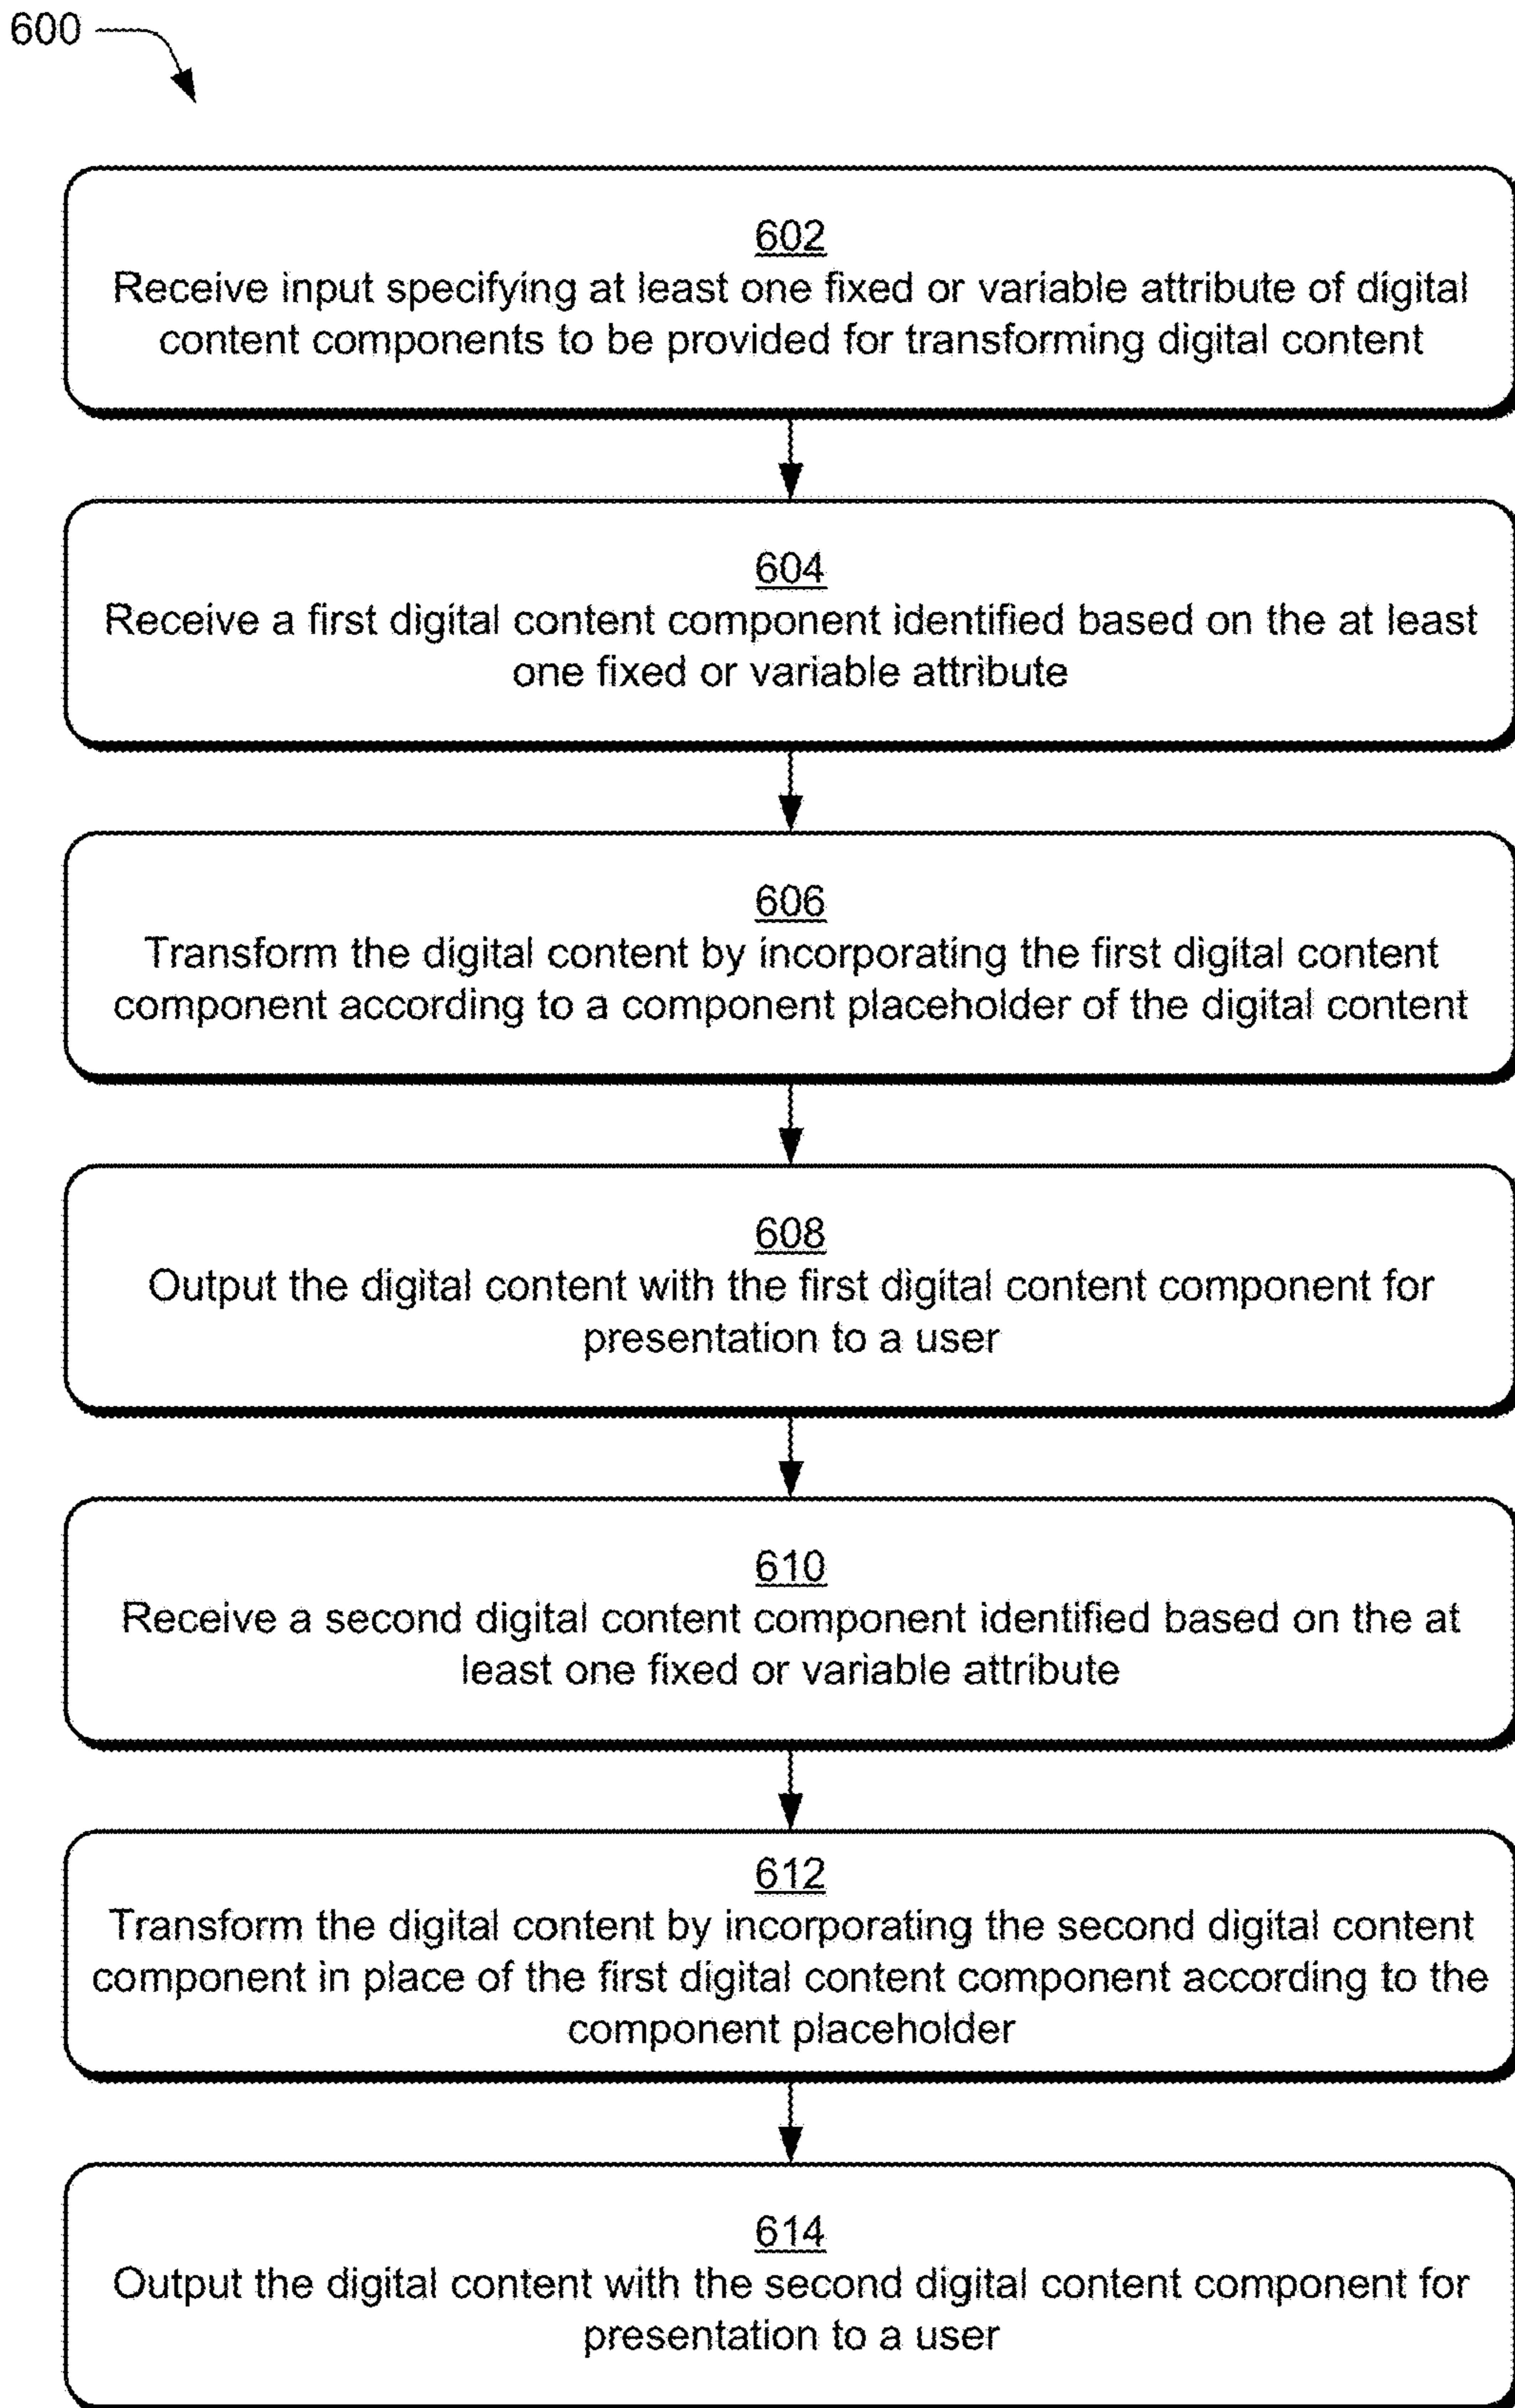 600
602
Receive input specifying at least one fixed or variable attribute of digital
content components to be provided for transforming digital content
604
Receive a first digital content component identified based on the at least
one fixed or variable attribute
606
Transform the digital content by incorporating the first digital content
component according to a component placeholder of the digital content
608
Output the digital content with the first digital content component for
presentation to a user
610
Receive a second digital content component identified based on the at
least one fixed or variable attribute
612
Transform the digital content by incorporating the second digital content
component in place of the first digital content component according to the
component placeholder
614
Output the digital content with the second digital content component for
presentation to a user